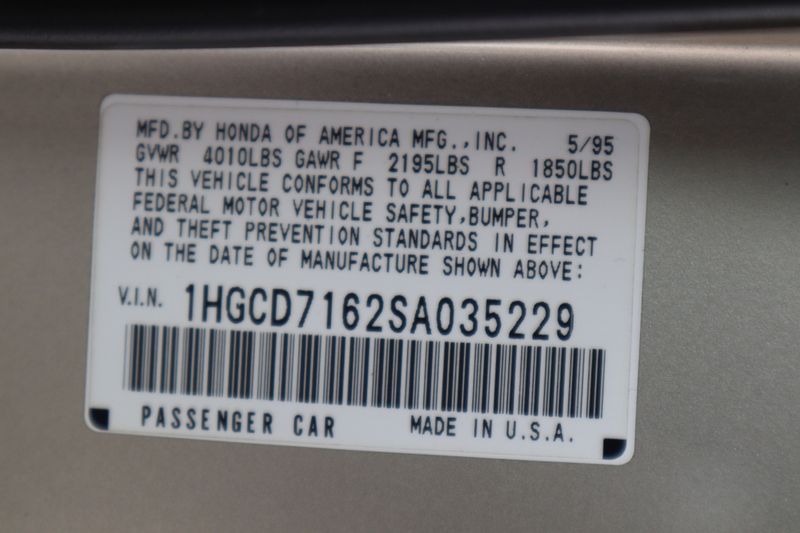 MFD.BY HONDA OF AMERICA MFG.,INC. 5/95
GVWR 4010LBS GAWR F 2195LBS R 1850LBS
THIS VEHICLE CONFORMS TO ALL APPLICABLE
FEDERAL MOTOR VEHICLE SAFETY,BUMPER,
AND THEFT PREVENTION STANDARDS IN EFFECT
ON THE DATE OF MANUFACTURE SHOWN ABOVE:
V.I.N. 1HGCD7162SA035229
PASSENGER CAR MADE IN U.S.A.